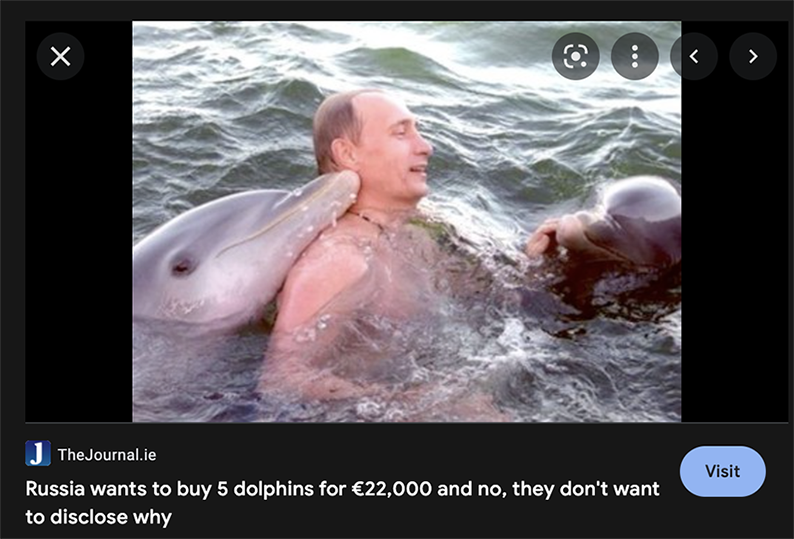 J TheJournal.ie
Visit
Russia wants to buy 5 dolphins for €22,000 and no, they don't want
to disclose why